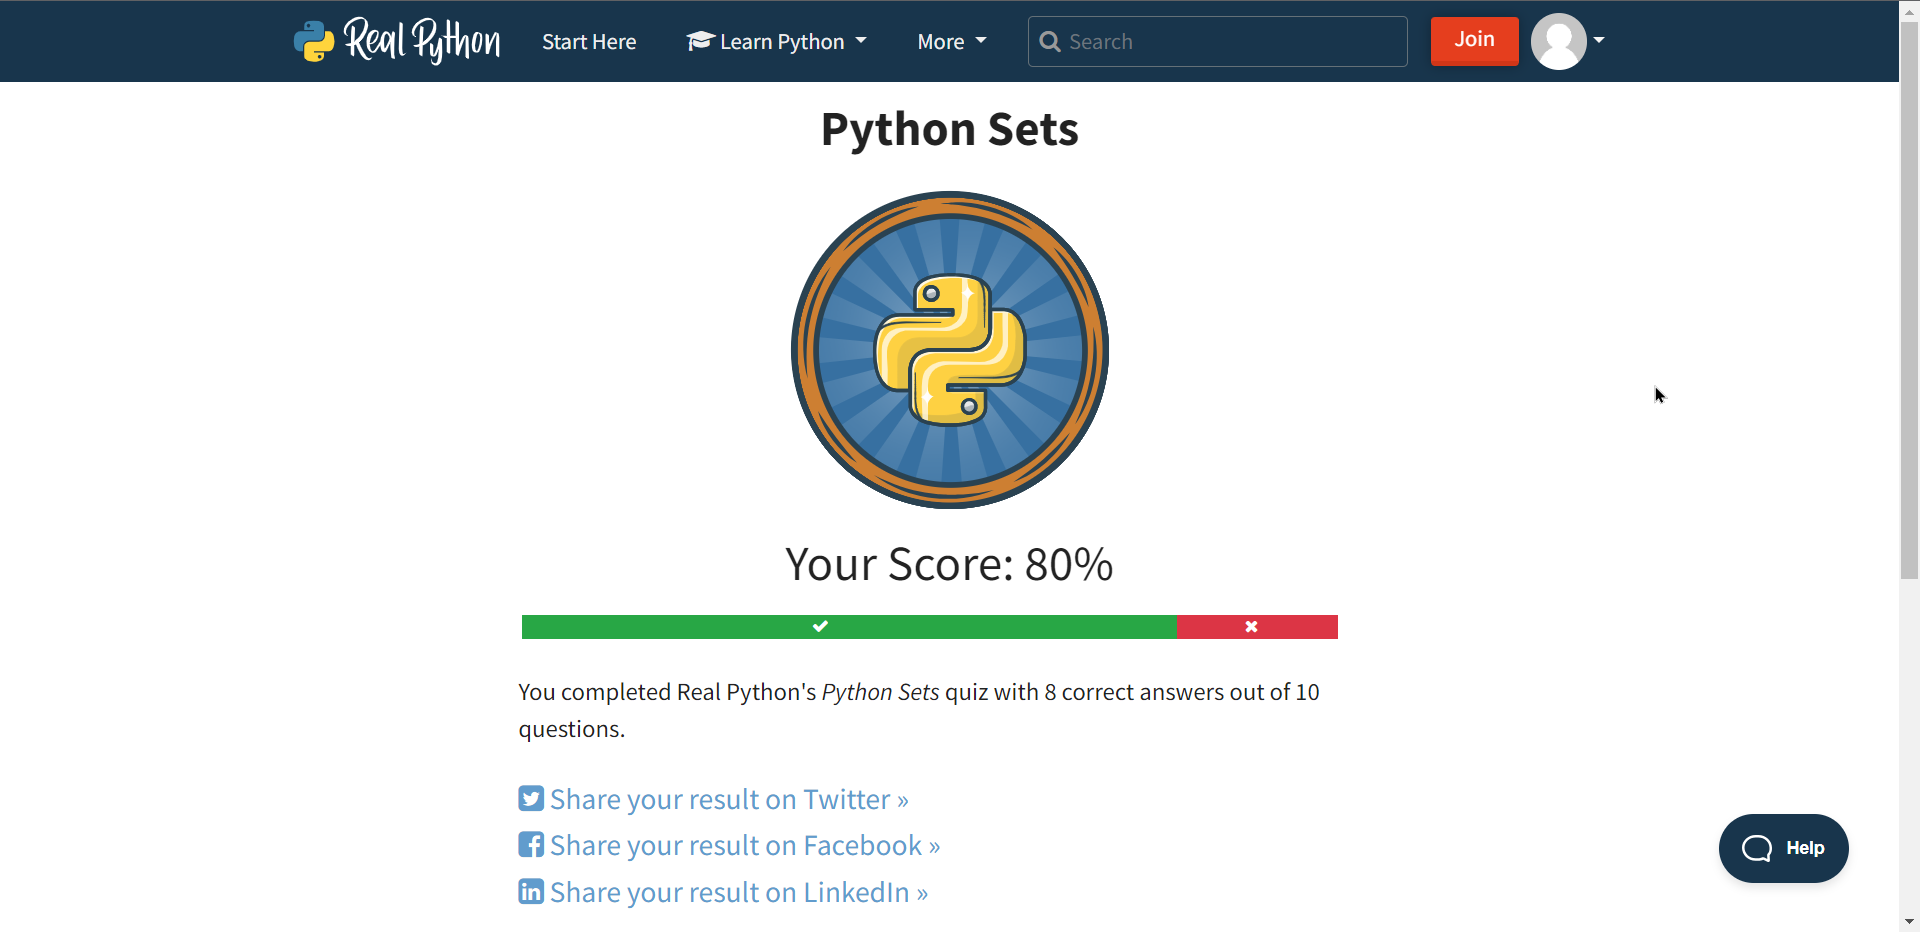 Real Python Start Here Learn Python More Search Join
Python Sets
Your Score: 80%
You completed Real Python's Python Sets quiz with 8 correct answers out of 10
questions.
Share your result on Twitter »
Share your result on Facebook »
Share your result on LinkedIn »
Help